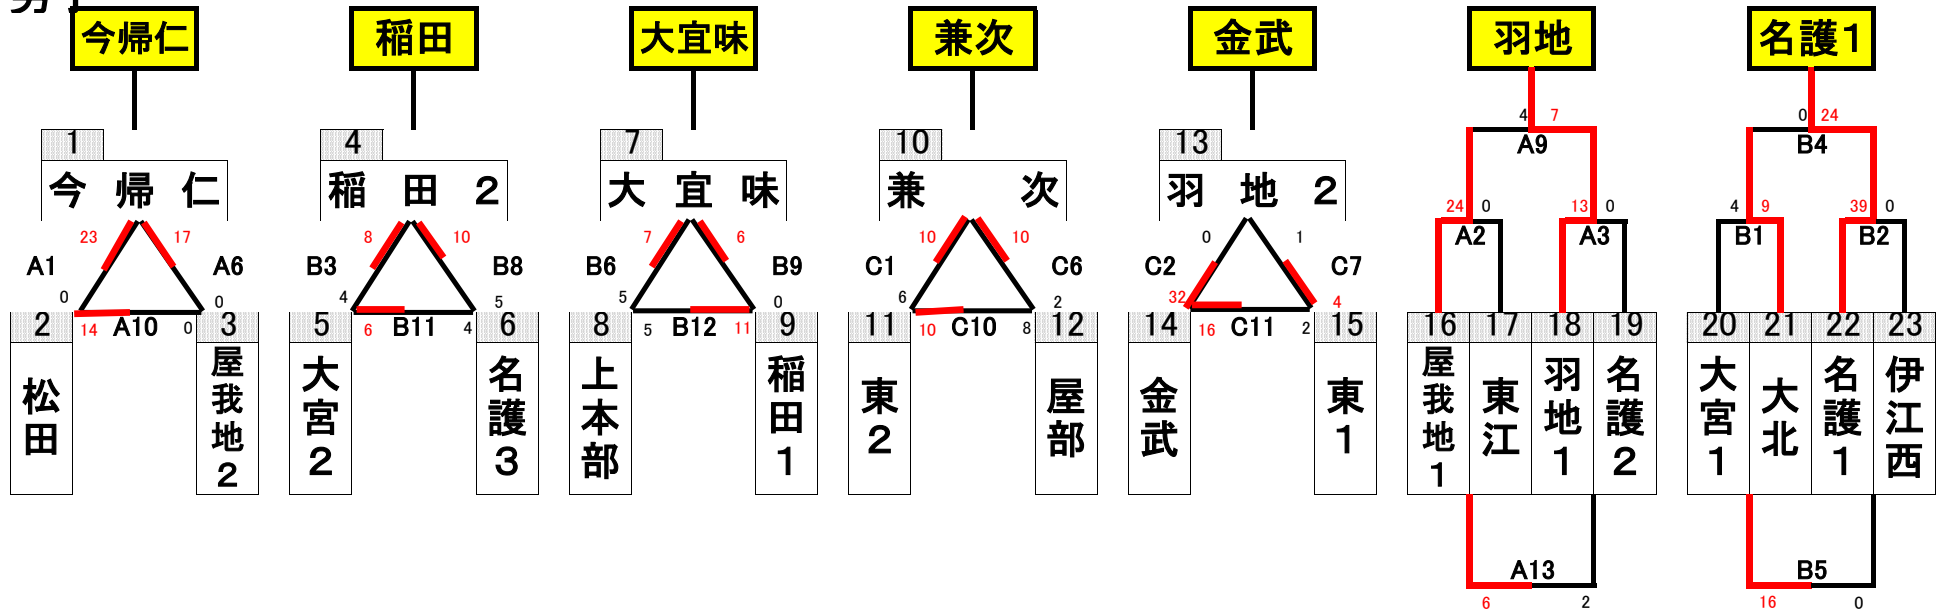 男子
今帰仁 稲田 大宜味 兼次 金武 羽地 名護1
4 7 0 24
A9 B4
1 4 7 10 13
今帰仁 稲田2 大宜味 兼次 羽地2
24 0 13 0 4 9 39 0
A2 A3 B1 B2
23 17 8 10 7 6 10 10 0 1
A1 A6 B3 B8 B6 B9 C1 C6 C2 C7
0 0 4 5 5 0 6 2 32 4
14 A10 0 6 B11 4 5 B12 11 10 C10 8 16 C11 2
2 3 5 6 8 9 11 12 14 15 16 17 18 19 20 21 22 23
松田
屋我地2
大宮2
名護3
上本部
稲田1
東2
屋部
金武
東1
屋我地1
東江
羽地1
名護2
大宮1
大北
名護1
伊江西
A13 B5
6 2 16 0